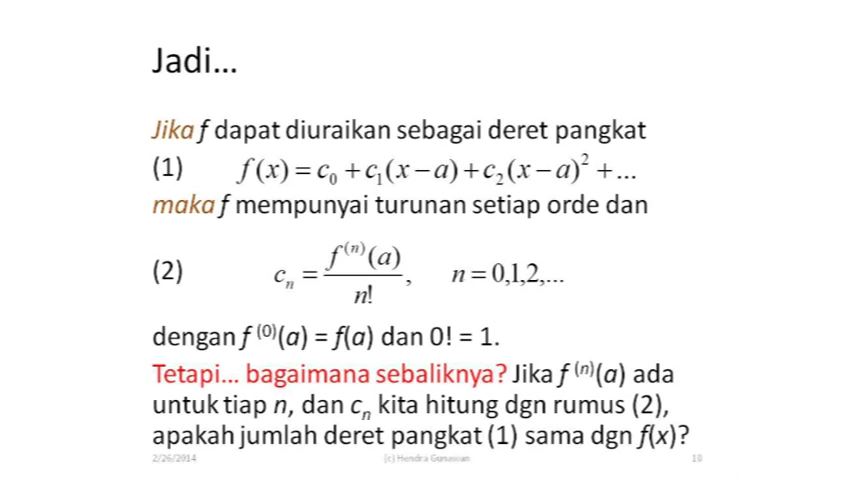 Jadi...
Jika f dapat diuraikan sebagai deret pangkat
(1) f(x) = c₀ + c₁(x − a) + c₂(x − a)² + ...
maka f mempunyai turunan setiap orde dan
(2) cₙ = f⁽ⁿ⁾(a) / n!, n = 0,1,2,...
dengan f ⁽⁰⁾(a) = f(a) dan 0! = 1.
Tetapi... bagaimana sebaliknya? Jika f ⁽ⁿ⁾(a) ada
untuk tiap n, dan cₙ kita hitung dgn rumus (2),
apakah jumlah deret pangkat (1) sama dgn f(x)?
2/26/2014 (c) Hendra Gunawan 18